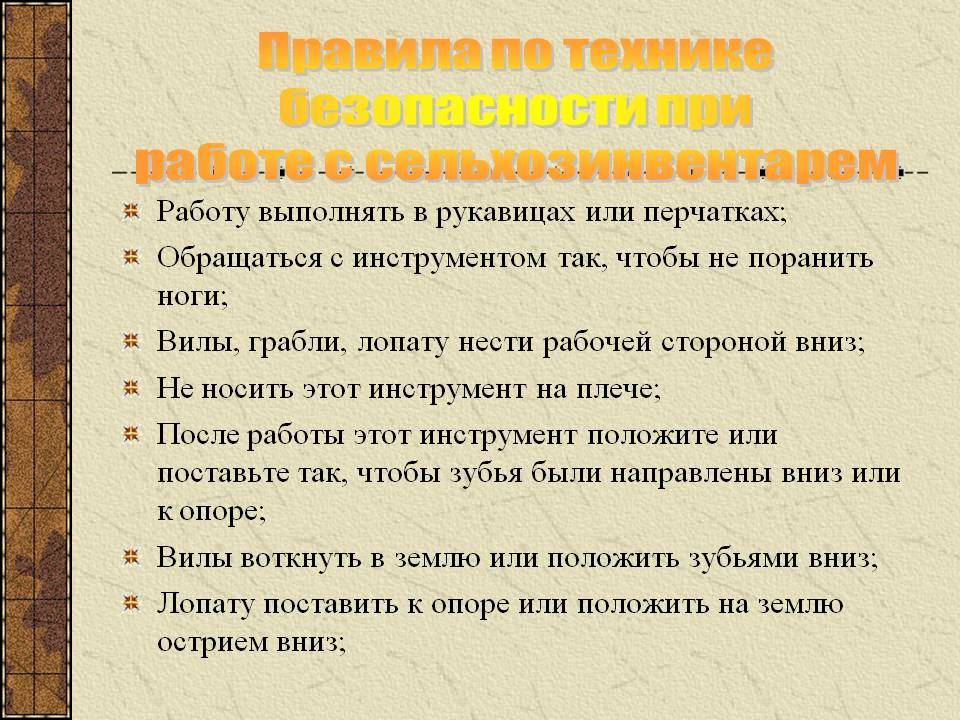 Правила по технике
безопасности при
работе с сельхозинвентарем
Работу выполнять в рукавицах или перчатках;
Обращаться с инструментом так, чтобы не поранить
ноги;
Вилы, грабли, лопату нести рабочей стороной вниз;
Не носить этот инструмент на плече;
После работы этот инструмент положите или
поставьте так, чтобы зубья были направлены вниз или
к опоре;
Вилы воткнуть в землю или положить зубьями вниз;
Лопату поставить к опоре или положить на землю
острием вниз;